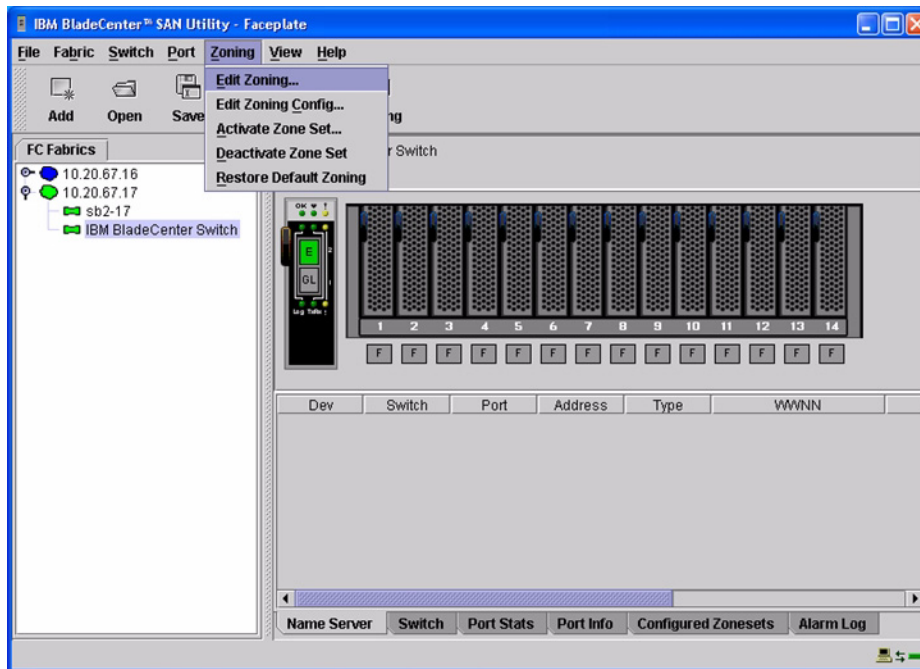 IBM BladeCenter™ SAN Utility - Faceplate
File Fabric Switch Port Zoning View Help
Edit Zoning...
Edit Zoning Config...
Activate Zone Set...
Deactivate Zone Set
Restore Default Zoning
Add Open Save
FC Fabrics
Switch
10.20.67.16
10.20.67.17
sb2-17
IBM BladeCenter Switch
OK
E
2
GL
1
1 2 3 4 5 6 7 8 9 10 11 12 13 14
F F F F F F F F F F F F F F
Dev Switch Port Address Type WWNN
Name Server Switch Port Stats Port Info Configured Zonesets Alarm Log